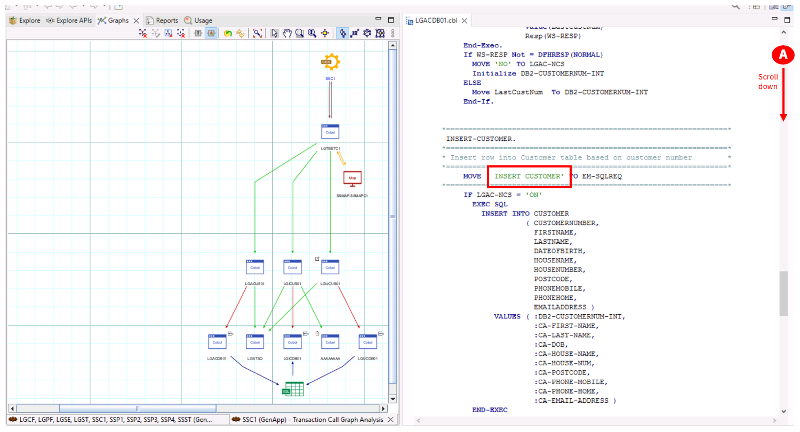 Explore
Explore APIs
Graphs
Reports
Usage
SSC1
Cobol
LGTESTC1
Map
Cobol
Cobol
Cobol
LGACUS01
LGICUS01
LGUCUS01
Cobol
Cobol
Cobol
Cobol
Cobol
LGACDB01
LGSTSQ
LGICDB01
AAAAAAAA
LGUCDB01
SQL
LGCF, LGPF, LGSE, LGST, SSC1, SSP1, SSP2, SSP3, SSP4, SSST (Gen...
SSC1 (GenApp) - Transaction Call Graph Analysis
LGACDB01.cbl
Resp(WS-RESP)
End-Exec.
If WS-RESP Not = DFHRESP(NORMAL)
MOVE 'NO' TO LGAC-NCS
Initialize DB2-CUSTOMERNUM-INT
ELSE
Move LastCustNum  To DB2-CUSTOMERNUM-INT
End-If.
*================================================================*
INSERT-CUSTOMER.
*================================================================*
* Insert row into Customer table based on customer number *
*================================================================*
MOVE ' INSERT CUSTOMER' TO EM-SQLREQ
*================================================================*
IF LGAC-NCS = 'ON'
EXEC SQL
INSERT INTO CUSTOMER
( CUSTOMERNUMBER,
FIRSTNAME,
LASTNAME,
DATEOFBIRTH,
HOUSENAME,
HOUSENUMBER,
POSTCODE,
PHONEMOBILE,
PHONEHOME,
EMAILADDRESS )
VALUES ( :DB2-CUSTOMERNUM-INT,
:CA-FIRST-NAME,
:CA-LAST-NAME,
:CA-DOB,
:CA-HOUSE-NAME,
:CA-HOUSE-NUM,
:CA-POSTCODE,
:CA-PHONE-MOBILE,
:CA-PHONE-HOME,
:CA-EMAIL-ADDRESS )
END-EXEC
A
Scroll
down